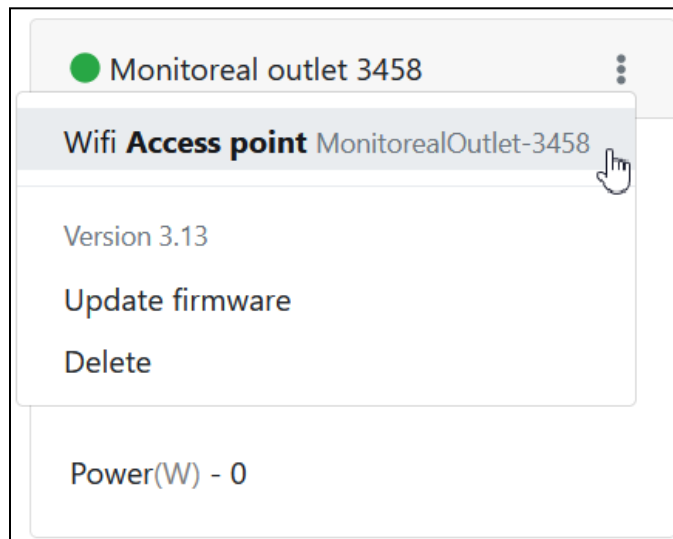 Monitoreal outlet 3458
Wifi Access point MonitorealOutlet-3458
Version 3.13
Update firmware
Delete
Power(W) - 0